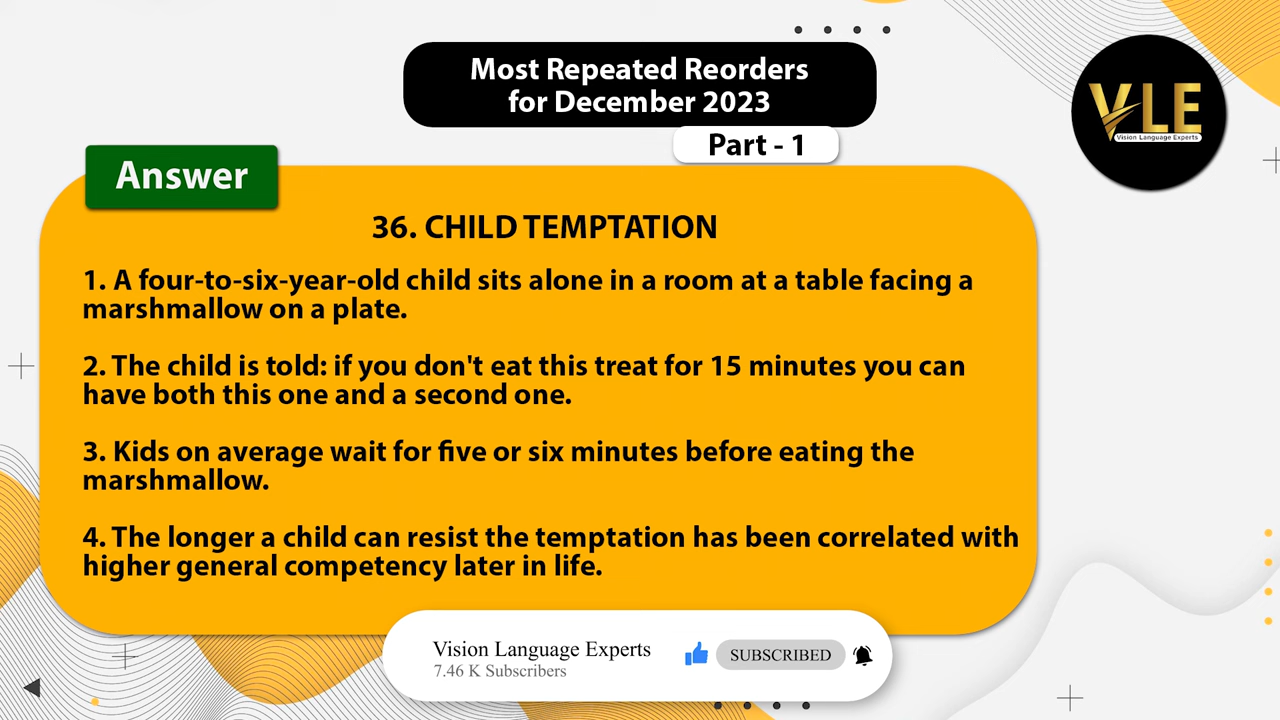 Most Repeated Reorders
for December 2023
Part - 1
VLE
Vision Language Experts
Answer
36. CHILD TEMPTATION
1. A four-to-six-year-old child sits alone in a room at a table facing a
marshmallow on a plate.
2. The child is told: if you don't eat this treat for 15 minutes you can
have both this one and a second one.
3. Kids on average wait for five or six minutes before eating the
marshmallow.
4. The longer a child can resist the temptation has been correlated with
higher general competency later in life.
Vision Language Experts
7.46 K Subscribers
SUBSCRIBED